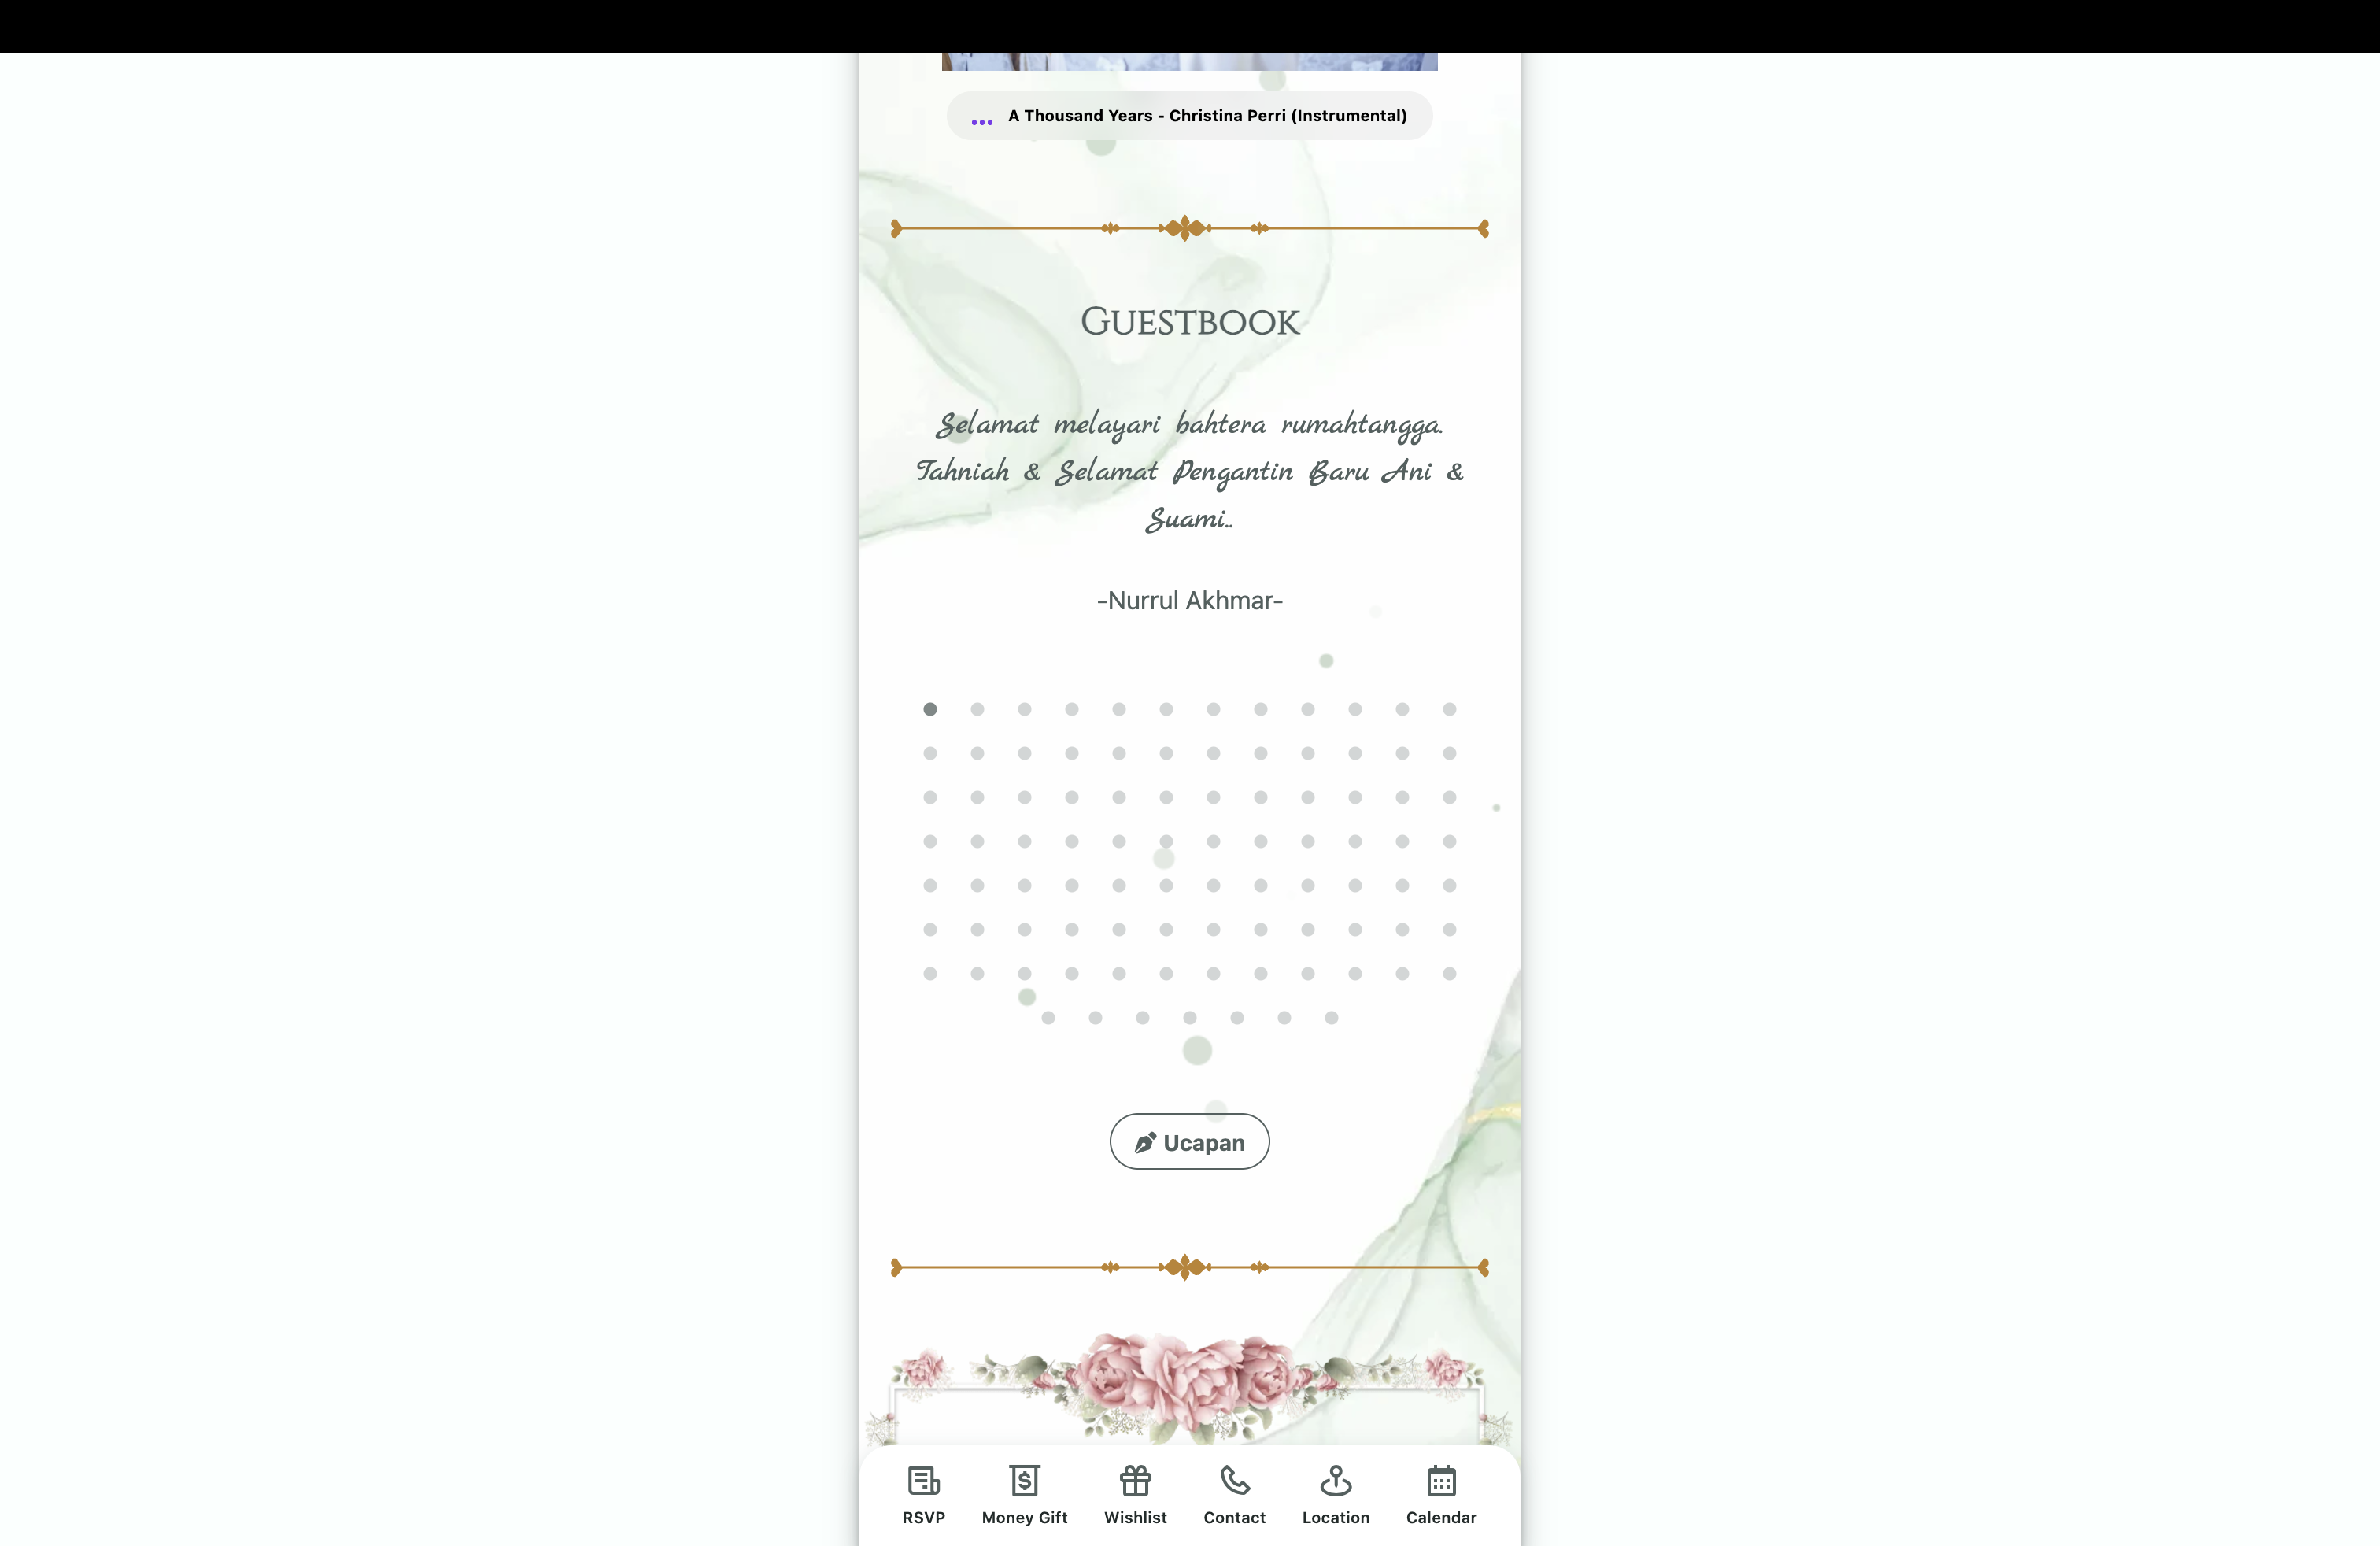 A Thousand Years - Christina Perri (Instrumental)
Guestbook
Selamat melayari bahtera rumahtangga.
Tahniah & Selamat Pengantin Baru Ani &
Suami..
-Nurrul Akhmar-
Ucapan
RSVP
Money Gift
Wishlist
Contact
Location
Calendar